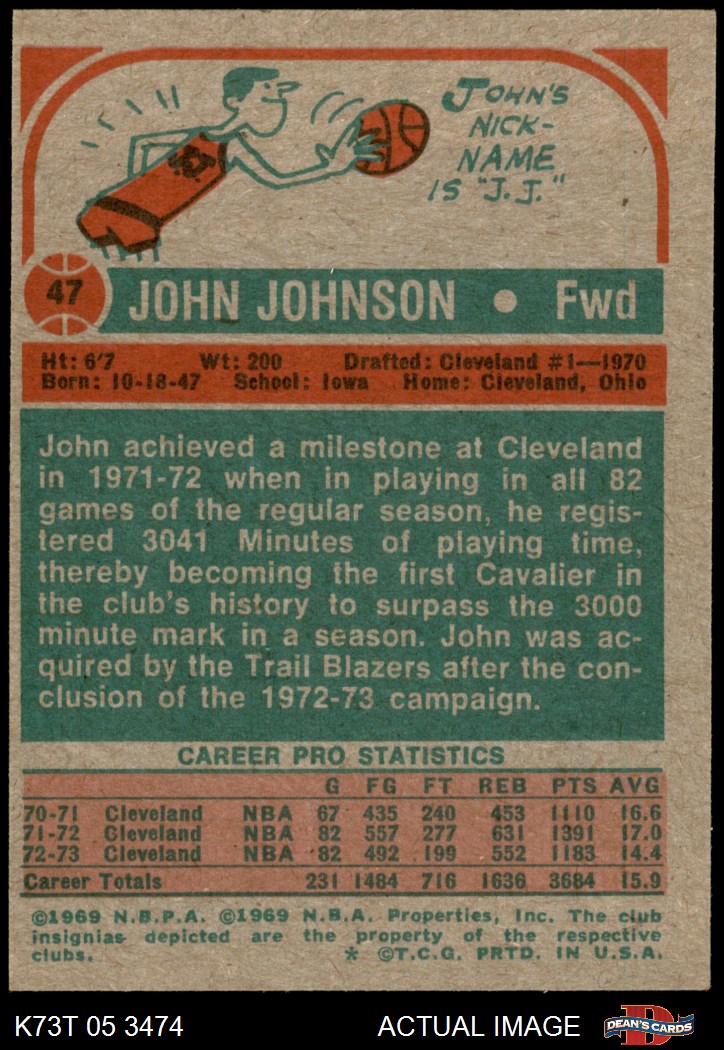 JOHN'S
NICK-
NAME
IS "J.J."
47 JOHN JOHNSON • Fwd
Ht: 6'7 Wt: 200 Drafted: Cleveland #1—1970
Born: 10-18-47 School: Iowa Home: Cleveland, Ohio
John achieved a milestone at Cleveland
in 1971-72 when in playing in all 82
games of the regular season, he regis-
tered 3041 Minutes of playing time,
thereby becoming the first Cavalier in
the club's history to surpass the 3000
minute mark in a season. John was ac-
quired by the Trail Blazers after the con-
clusion of the 1972-73 campaign.
CAREER PRO STATISTICS
G FG FT REB PTS AVG
70-71 Cleveland NBA 67 435 240 453 1110 16.6
71-72 Cleveland NBA 82 557 277 631 1391 17.0
72-73 Cleveland NBA 82 492 199 552 1183 14.4
Career Totals 231 1484 716 1636 3684 15.9
©1969 N.B.P.A. ©1969 N.B.A. Properties, Inc. The club
insignias depicted are the property of the respective
clubs. * ©T.C.G. PRTD. IN U.S.A.
K73T 05 3474 ACTUAL IMAGE DEAN'S CARDS